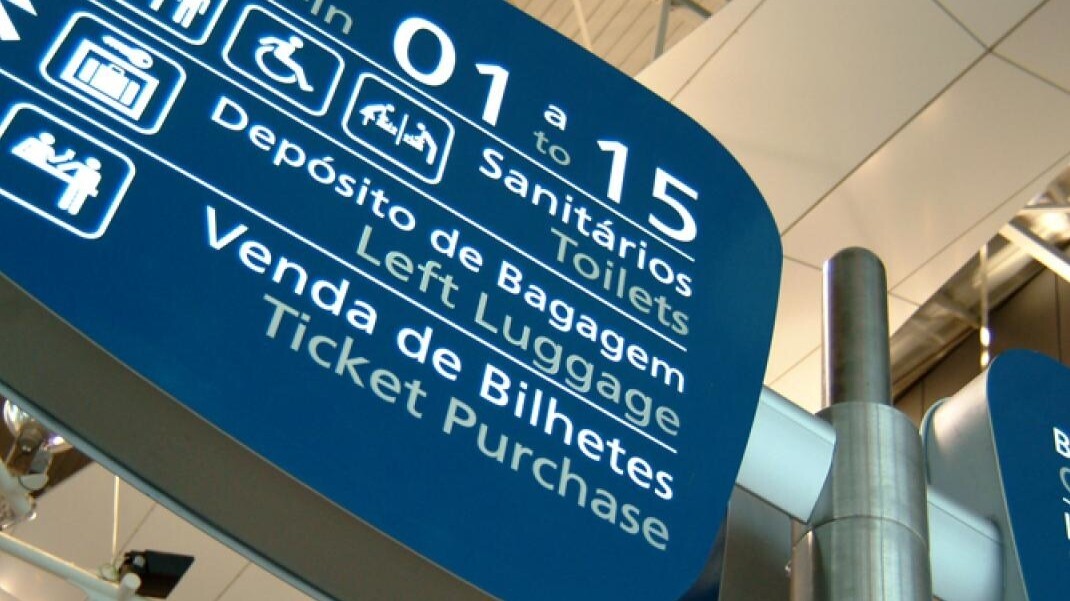 01 a 15
to
Sanitários
Toilets
Depósito de Bagagem
Left Luggage
Venda de Bilhetes
Ticket Purchase